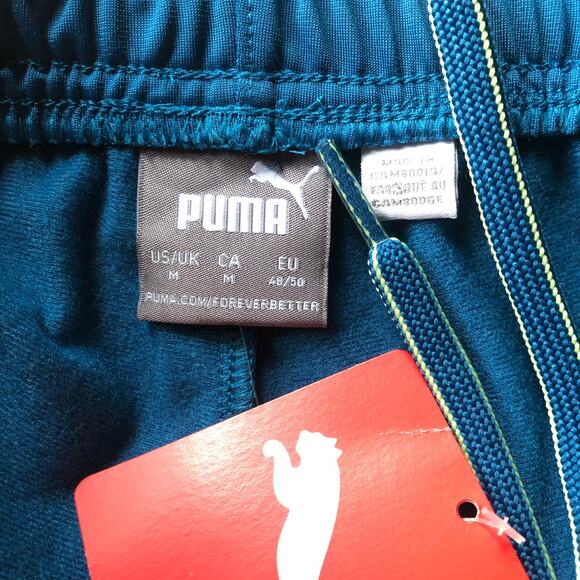 PUMA
US/UK CA EU
M M 48/50
PUMA.COM/FOREVERBETTER
MADE IN
CAMBODIA/
FABRIQUÉ AU
CAMBODGE